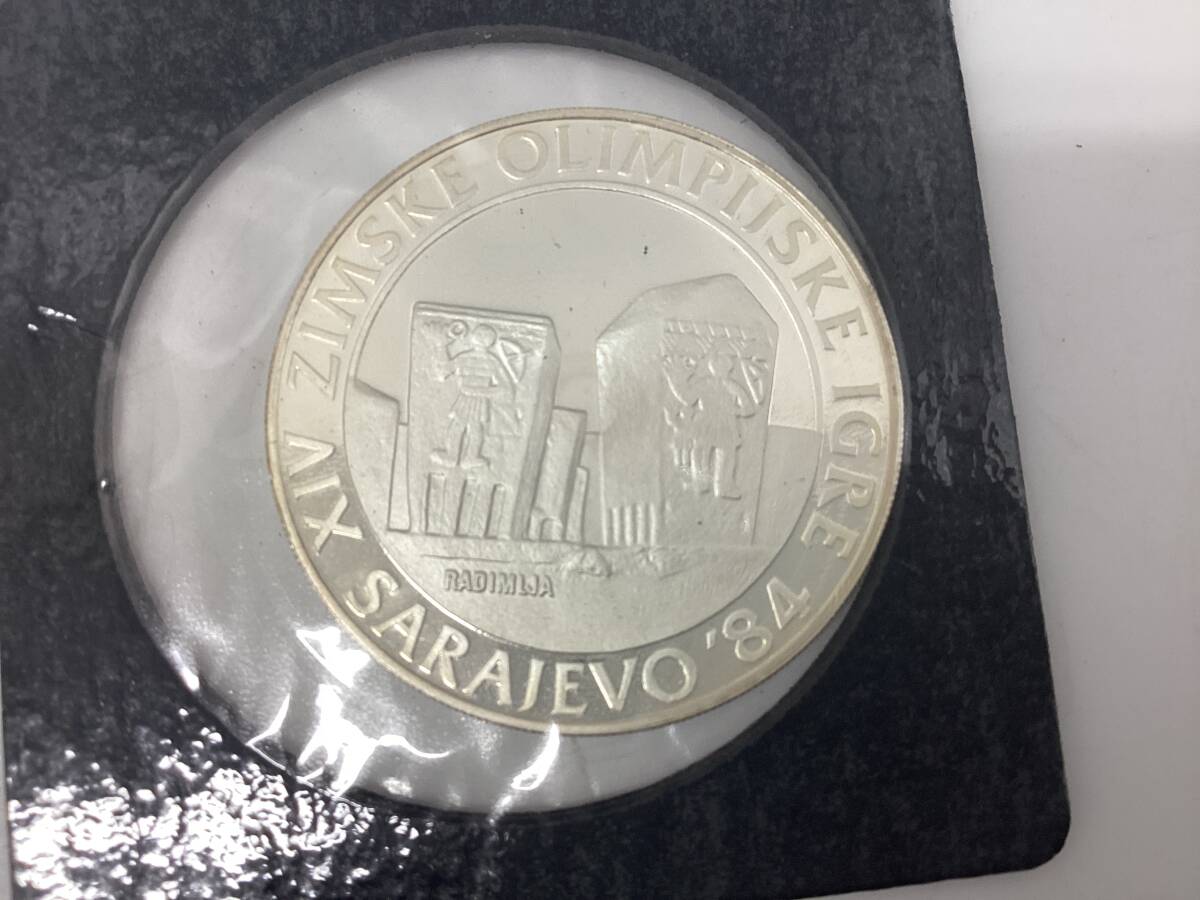 XIV ZIMSKE OLIMPIJSKE IGRE
SARAJEVO '84
RADIMLJA